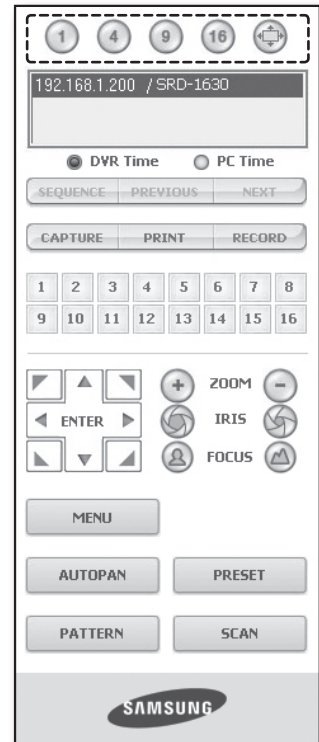 1 4 9 16
192.168.1.200 / SRD-1630
DVR Time PC Time
SEQUENCE PREVIOUS NEXT
CAPTURE PRINT RECORD
1 2 3 4 5 6 7 8
9 10 11 12 13 14 15 16
ZOOM
ENTER IRIS
FOCUS
MENU
AUTOPAN PRESET
PATTERN SCAN
SAMSUNG